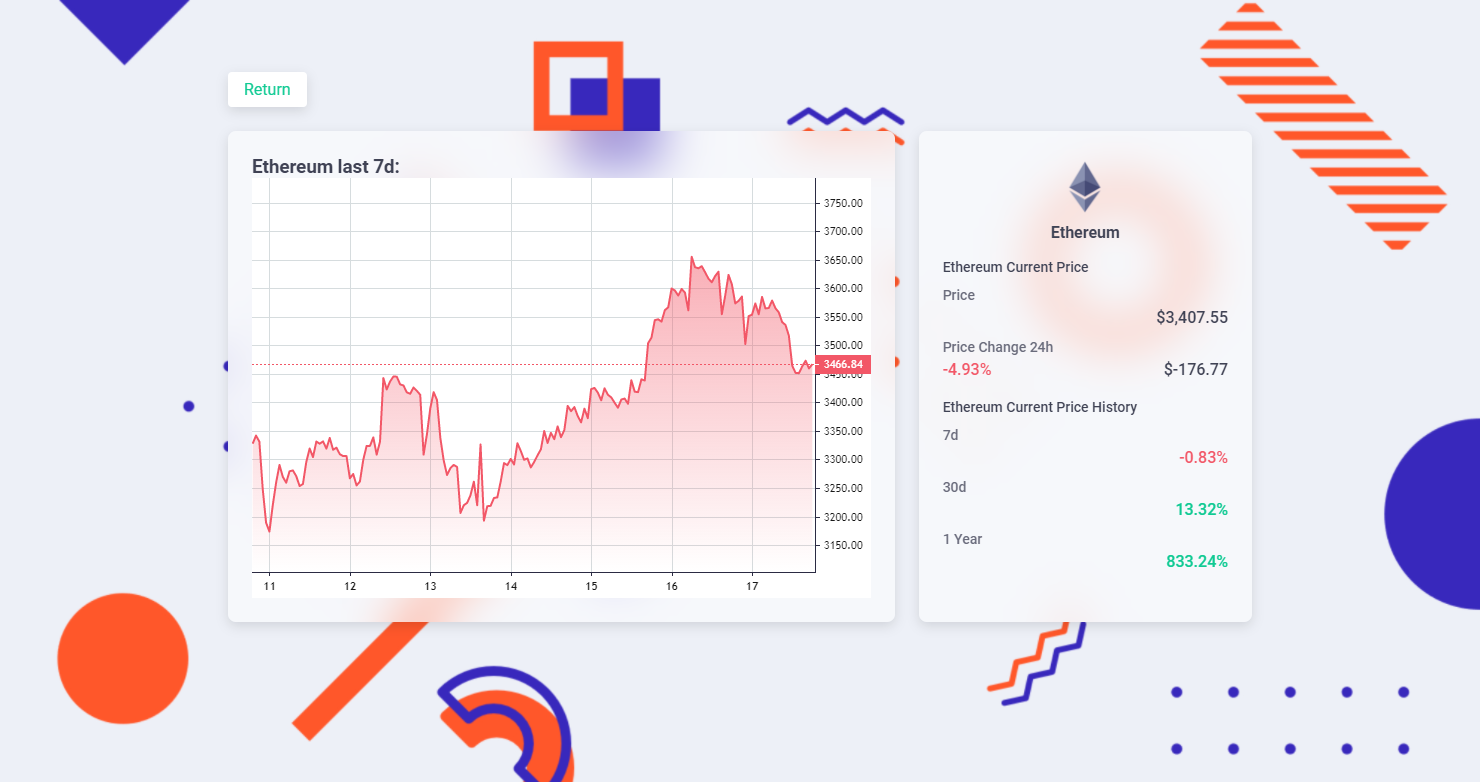 Return
Ethereum last 7d:
3750.00
3700.00
3650.00
3600.00
3550.00
3500.00
3466.84
3450.00
3400.00
3350.00
3300.00
3250.00
3200.00
3150.00
11 12 13 14 15 16 17
Ethereum
Ethereum Current Price
Price
$3,407.55
Price Change 24h
-4.93% $-176.77
Ethereum Current Price History
7d
-0.83%
30d
13.32%
1 Year
833.24%